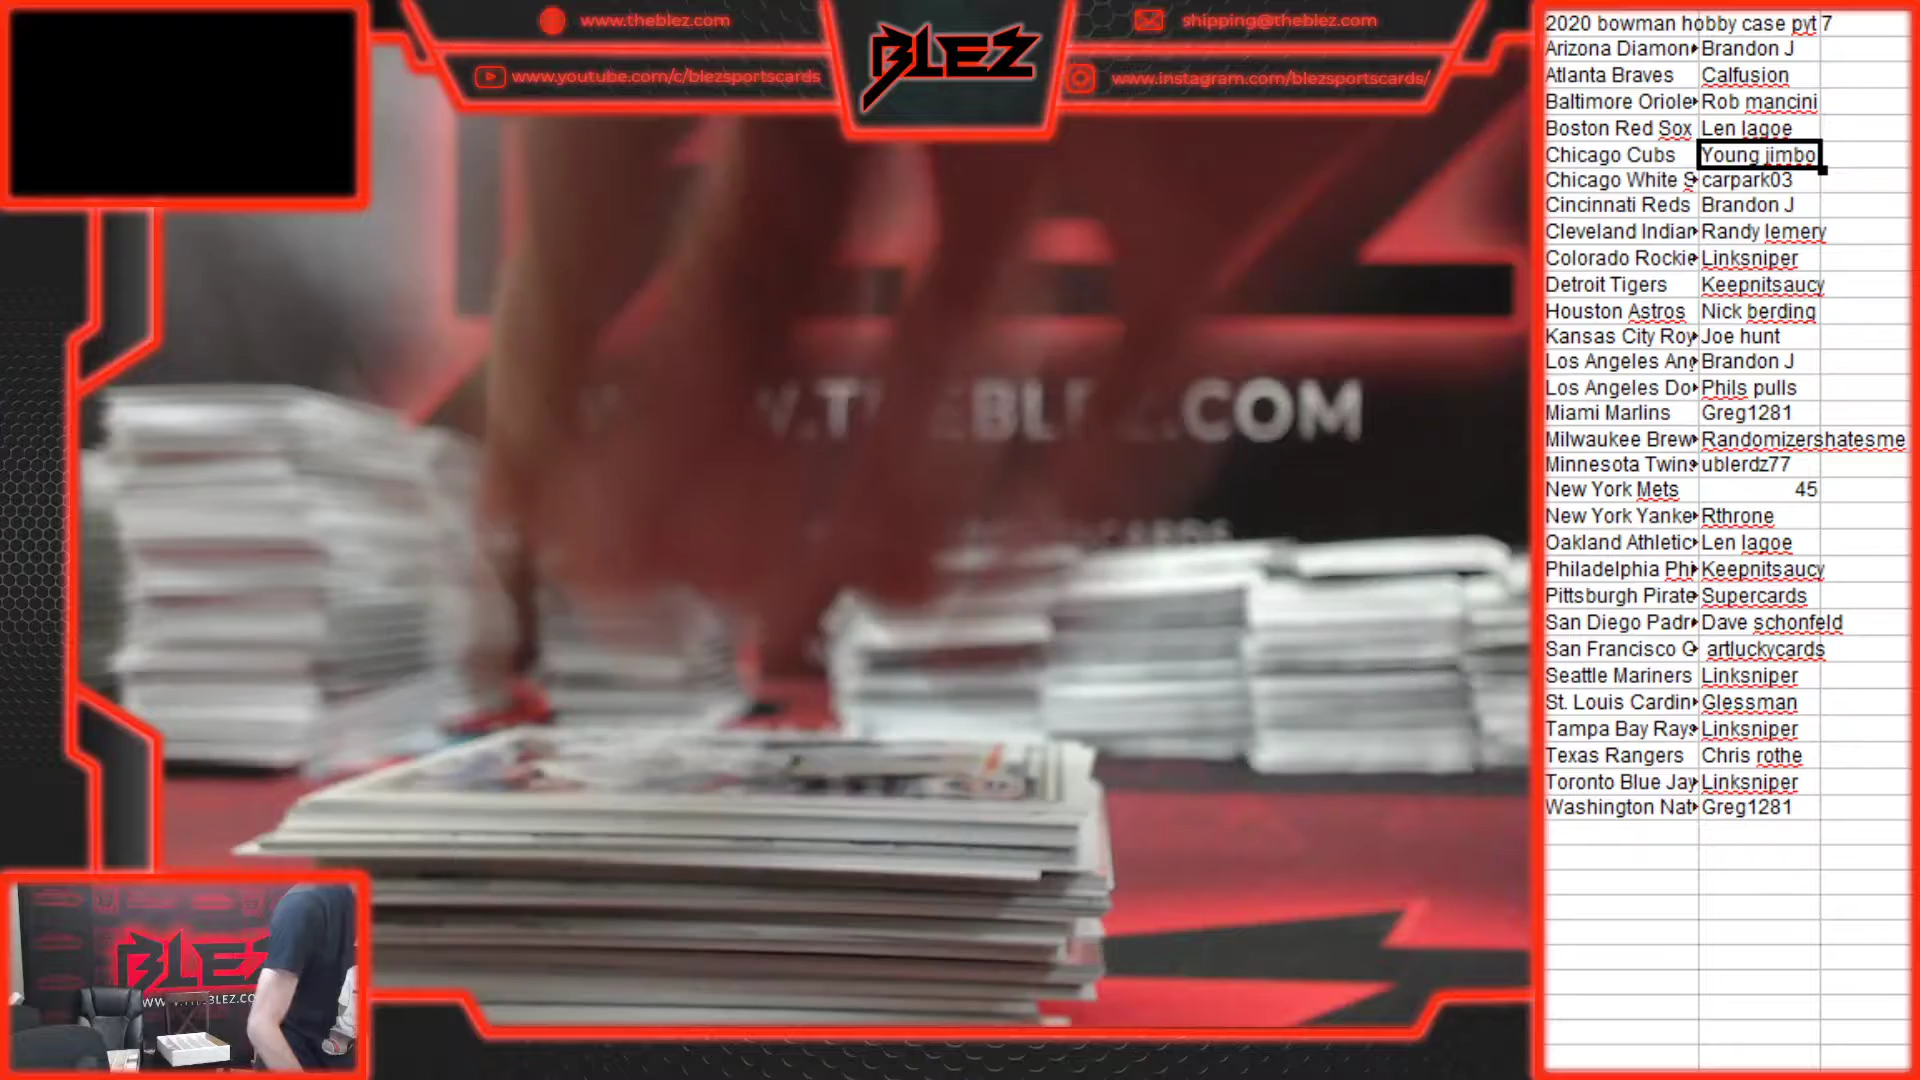 www.theblez.com
www.youtube.com/c/blezsportscards
BLEZ
shipping@theblez.com
www.instagram.com/blezsportscards/
2020 bowman hobby case pyt 7
Arizona Diamon Brandon J
Atlanta Braves Calfusion
Baltimore Oriole Rob mancini
Boston Red Sox Len lagoe
Chicago Cubs Young jimbo
Chicago White S carpark03
Cincinnati Reds Brandon J
Cleveland Indian Randy lemery
Colorado Rockie Linksniper
Detroit Tigers Keepnitsaucy
Houston Astros Nick berding
Kansas City Roy Joe hunt
Los Angeles Ang Brandon J
Los Angeles Do Phils pulls
Miami Marlins Greg1281
Milwaukee Brew Randomizershatesme
Minnesota Twins ublerdz77
New York Mets 45
New York Yanke Rthrone
Oakland Athletic Len lagoe
Philadelphia Phi Keepnitsaucy
Pittsburgh Pirate Supercards
San Diego Padr Dave schonfeld
San Francisco G artluckycards
Seattle Mariners Linksniper
St. Louis Cardin Glessman
Tampa Bay Rays Linksniper
Texas Rangers Chris rothe
Toronto Blue Jay Linksniper
Washington Nat Greg1281
.COM
BLEZ